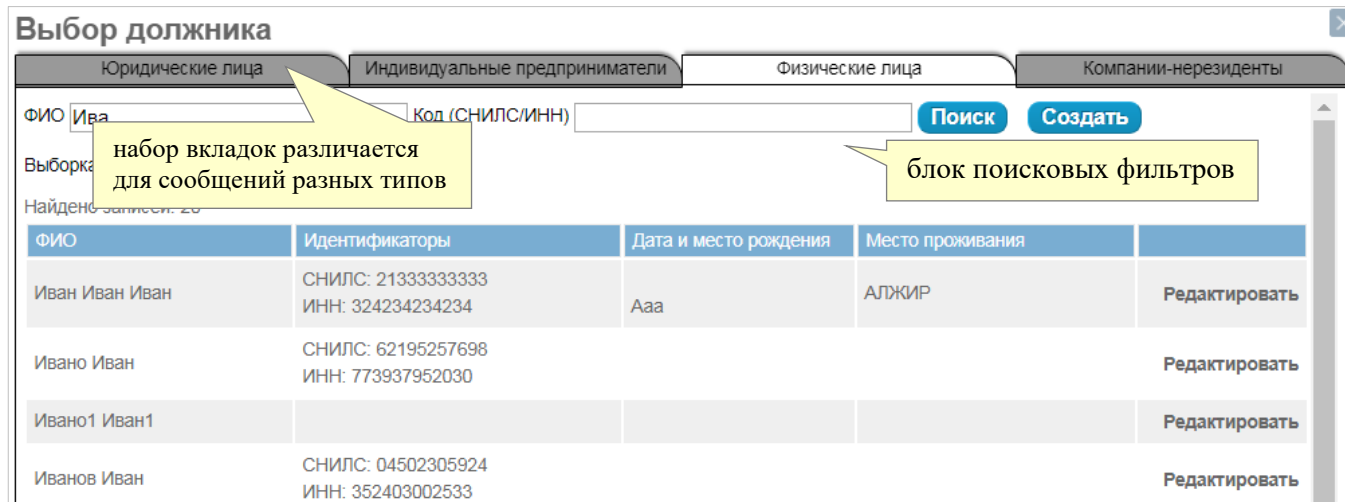 Выбор должника
Юридические лица Индивидуальные предприниматели Физические лица Компании-нерезиденты
ФИО Ива Код (СНИЛС/ИНН) Поиск Создать
набор вкладок различается
для сообщений разных типов
блок поисковых фильтров
Выборка
Найдено записей: 20
ФИО Идентификаторы Дата и место рождения Место проживания
Иван Иван Иван СНИЛС: 21333333333
ИНН: 324234234234 Ааа АЛЖИР Редактировать
Ивано Иван СНИЛС: 62195257698
ИНН: 773937952030 Редактировать
Ивано1 Иван1 Редактировать
Иванов Иван СНИЛС: 04502305924
ИНН: 352403002533 Редактировать